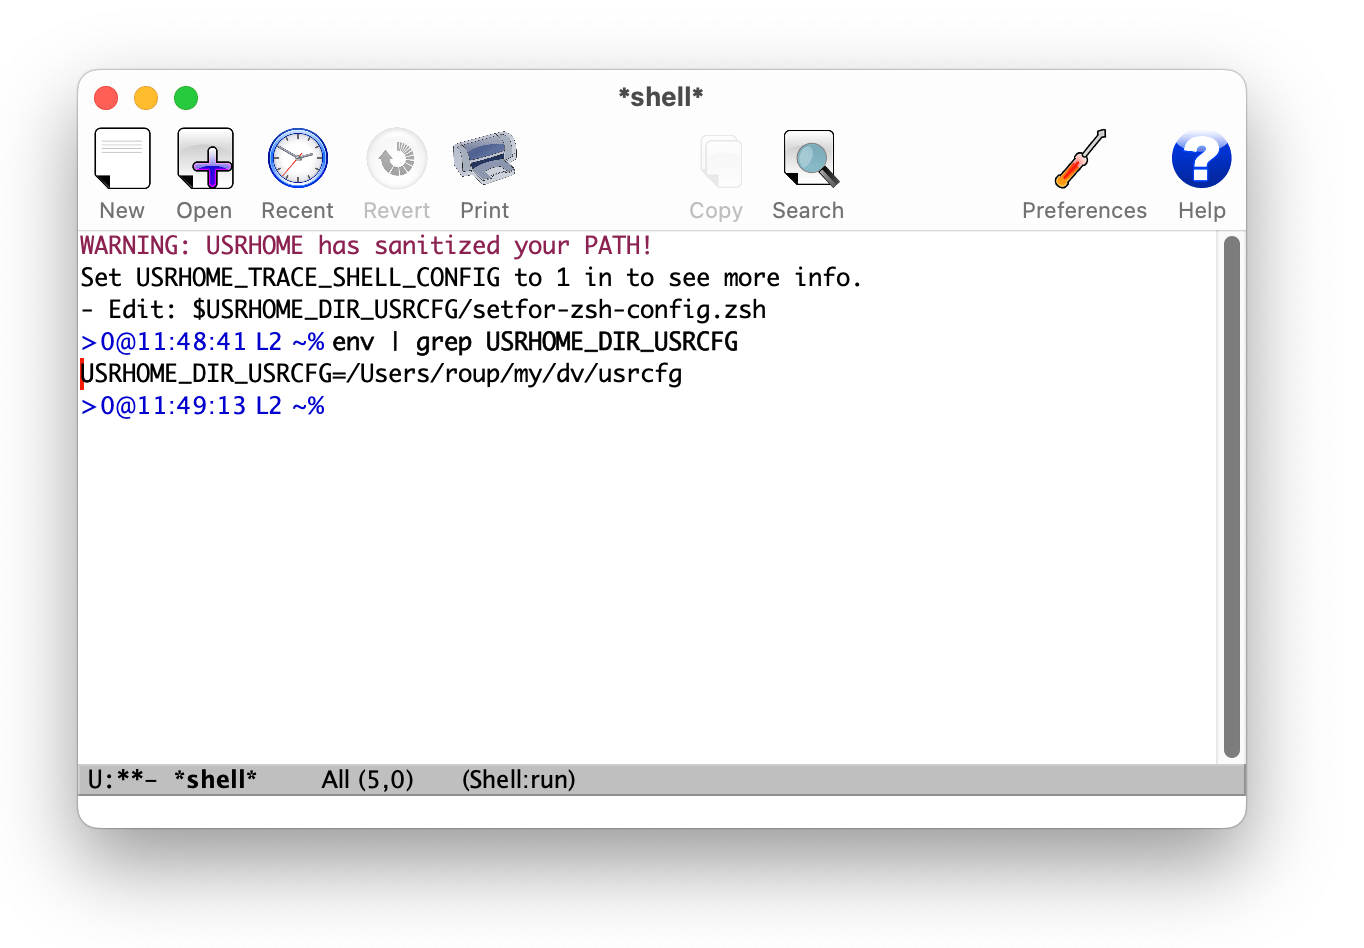 *shell*
New Open Recent Revert Print Copy Search Preferences Help
WARNING: USRHOME has sanitized your PATH!
Set USRHOME_TRACE_SHELL_CONFIG to 1 in to see more info.
- Edit: $USRHOME_DIR_USRCFG/setfor-zsh-config.zsh
>0@11:48:41 L2 ~% env | grep USRHOME_DIR_USRCFG
USRHOME_DIR_USRCFG=/Users/roup/my/dv/usrcfg
>0@11:49:13 L2 ~%
U:**- *shell* All (5,0) (Shell:run)